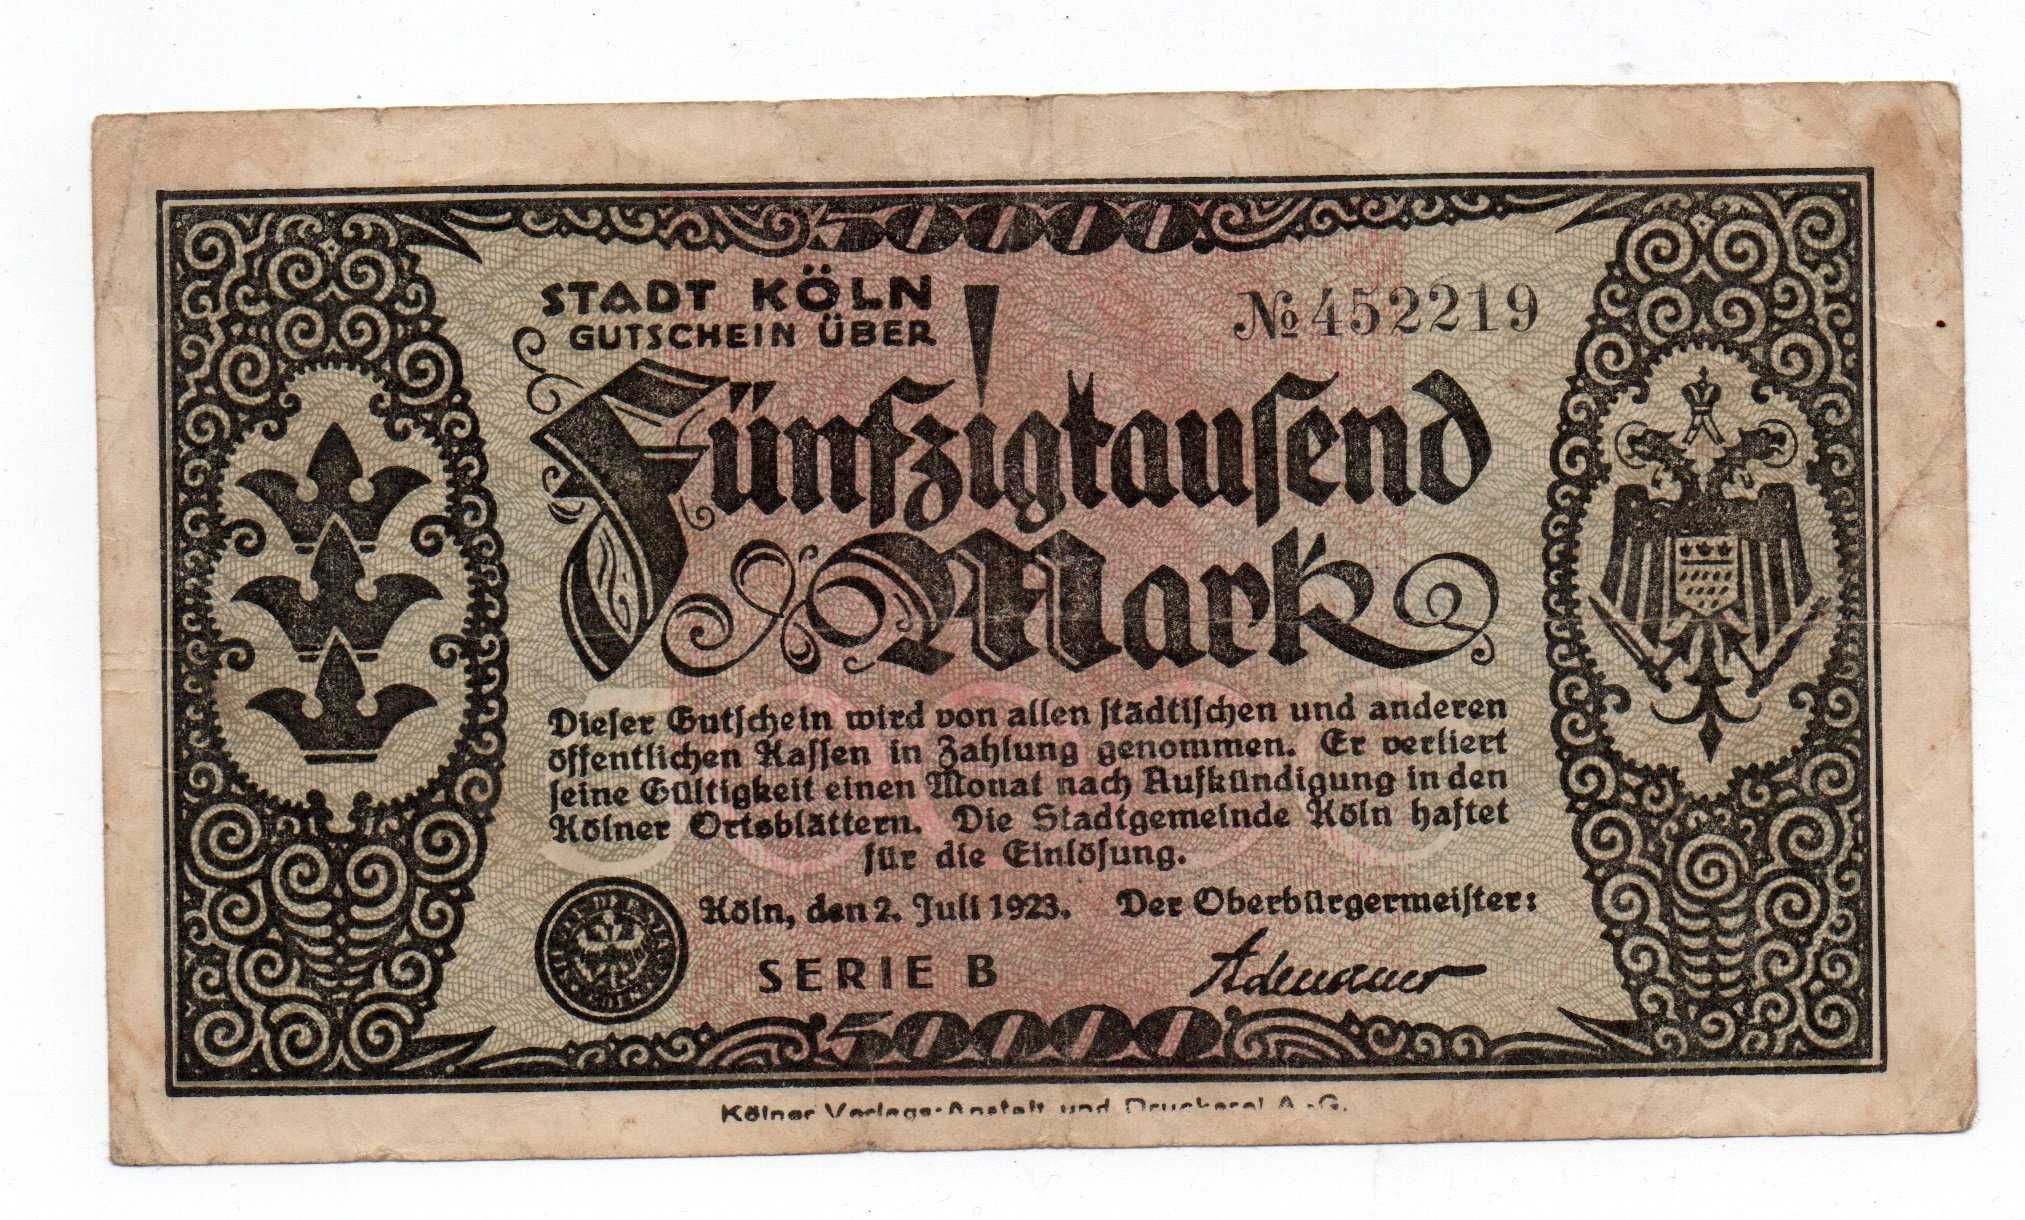 50000
STADT KÖLN
GUTSCHEIN ÜBER
№ 452219
Fünfzigtausend
Mark
50000
Dieser Gutschein wird von allen städtischen und anderen
öffentlichen Kassen in Zahlung genommen. Er verliert
seine Gültigkeit einen Monat nach Aufkündigung in den
Kölner Ortsblättern. Die Stadtgemeinde Köln haftet
für die Einlösung.
Köln, den 2. Juli 1923. Der Oberbürgermeister:
SERIE B
Adenauer
50000
Kölner Verlags-Anstalt und Druckerei A.-G.